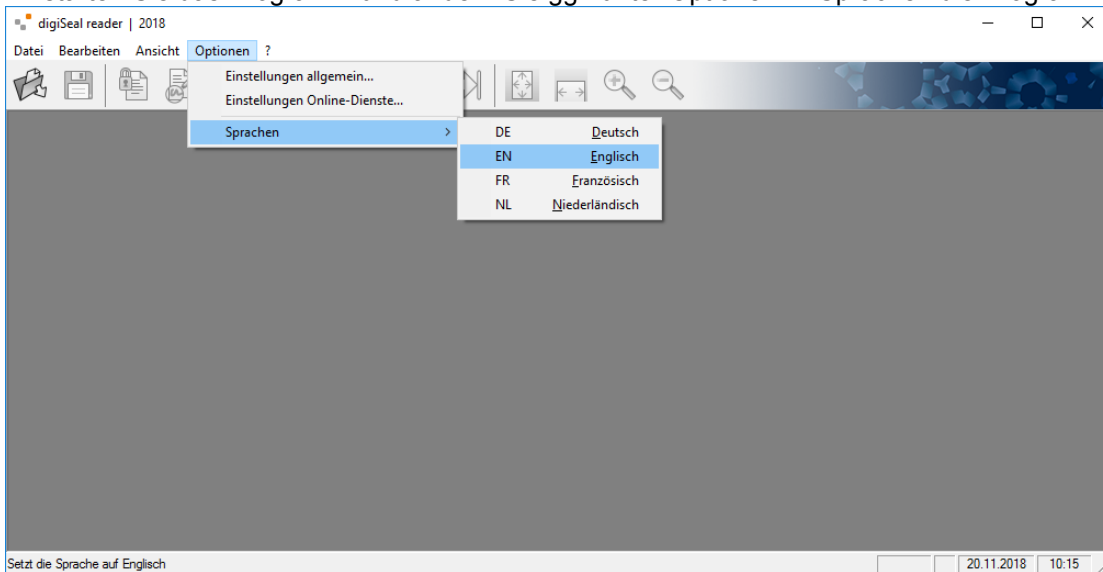 digiSeal reader | 2018
Datei Bearbeiten Ansicht Optionen ?
Einstellungen allgemein...
Einstellungen Online-Dienste...
Sprachen >
DE Deutsch
EN Englisch
FR Französisch
NL Niederländisch
Setzt die Sprache auf Englisch
20.11.2018 10:15